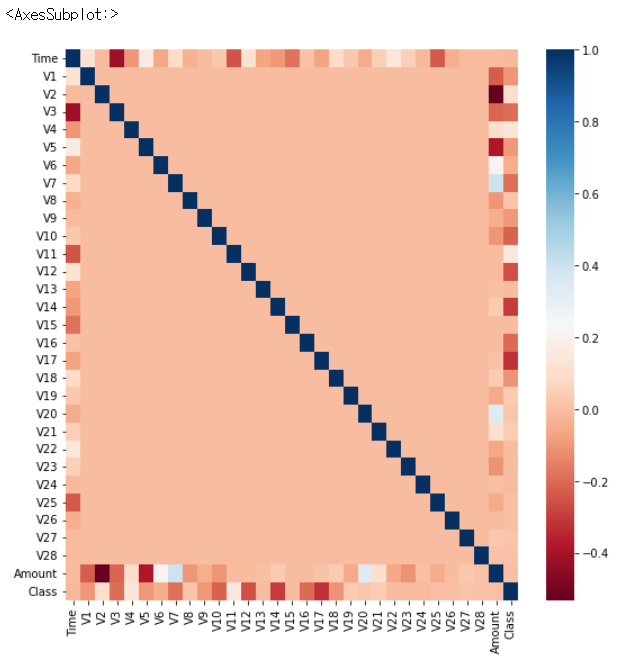 <AxesSubplot:>
Time
V1
V2
V3
V4
V5
V6
V7
V8
V9
V10
V11
V12
V13
V14
V15
V16
V17
V18
V19
V20
V21
V22
V23
V24
V25
V26
V27
V28
Amount
Class
Time
V1
V2
V3
V4
V5
V6
V7
V8
V9
V10
V11
V12
V13
V14
V15
V16
V17
V18
V19
V20
V21
V22
V23
V24
V25
V26
V27
V28
Amount
Class
1.0
0.8
0.6
0.4
0.2
0.0
−0.2
−0.4